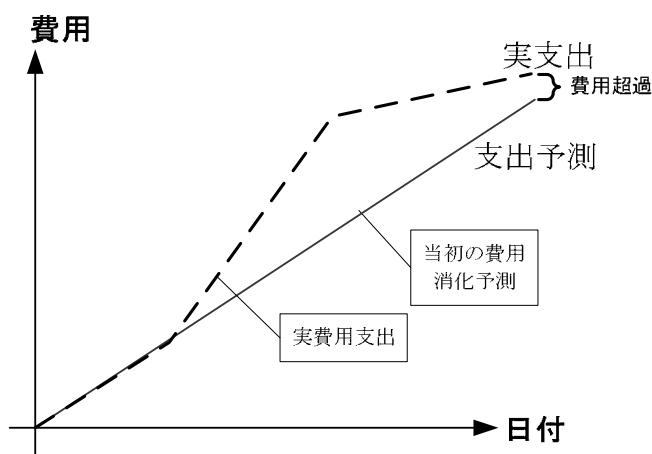 費用
実支出
費用超過
支出予測
当初の費用
消化予測
実費用支出
日付